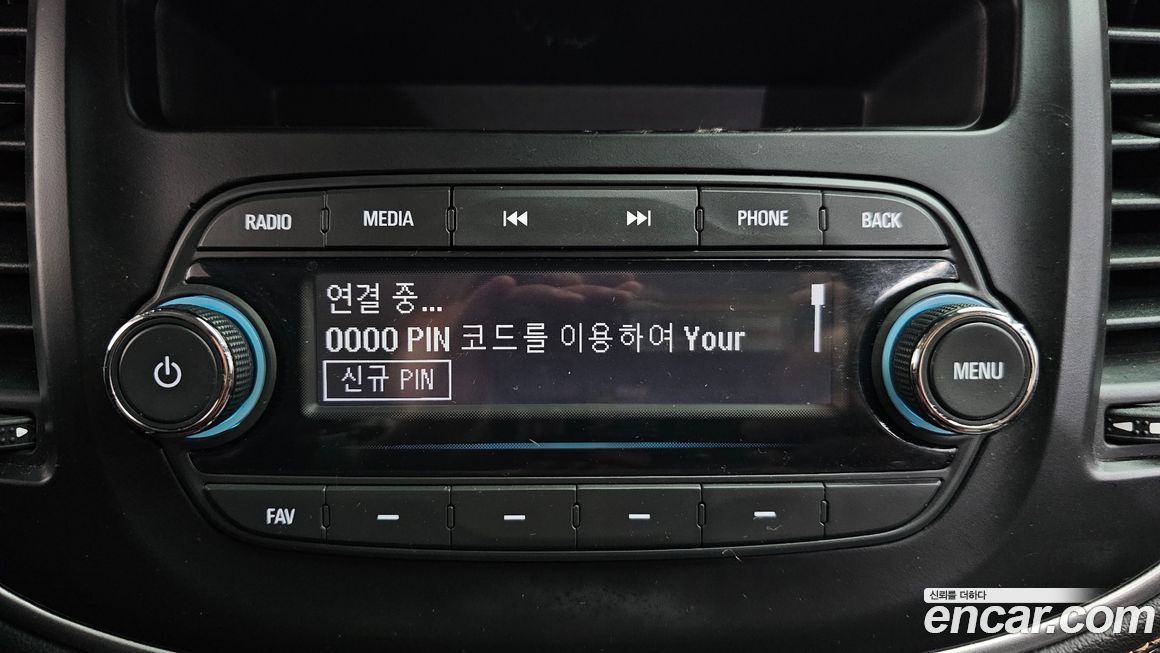 RADIO
MEDIA
PHONE
BACK
연결 중...
0000 PIN 코드를 이용하여 Your
신규 PIN
MENU
FAV
신뢰를 더하다
encar.com